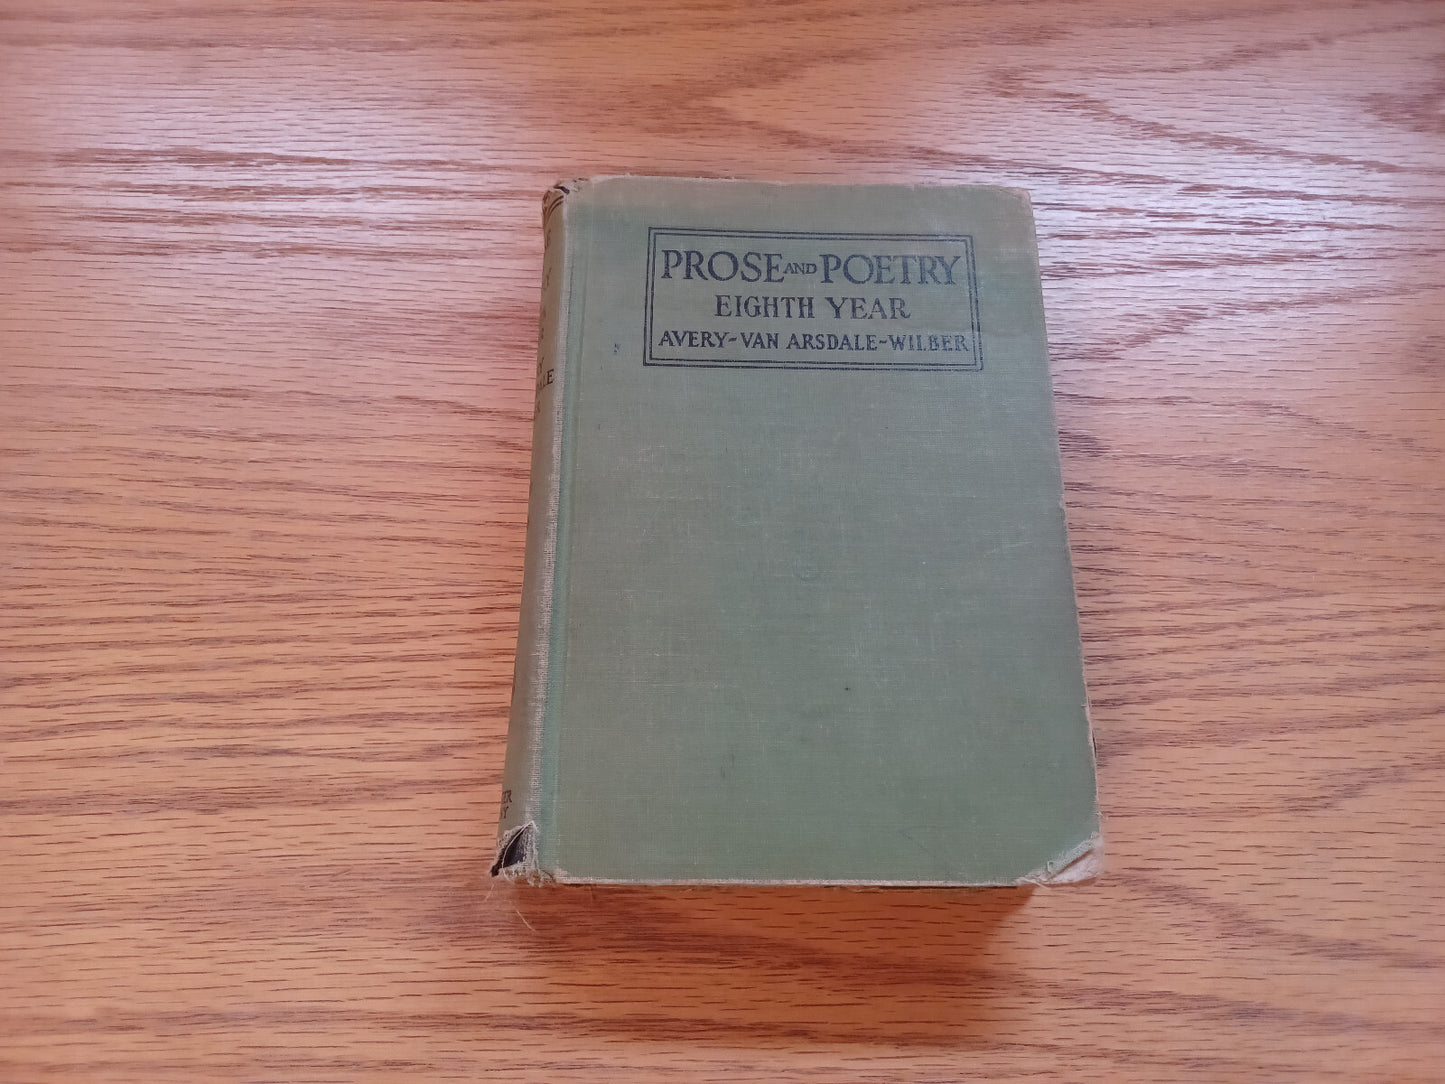 PROSE AND POETRY
EIGHTH YEAR
AVERY-VAN ARSDALE-WILBER